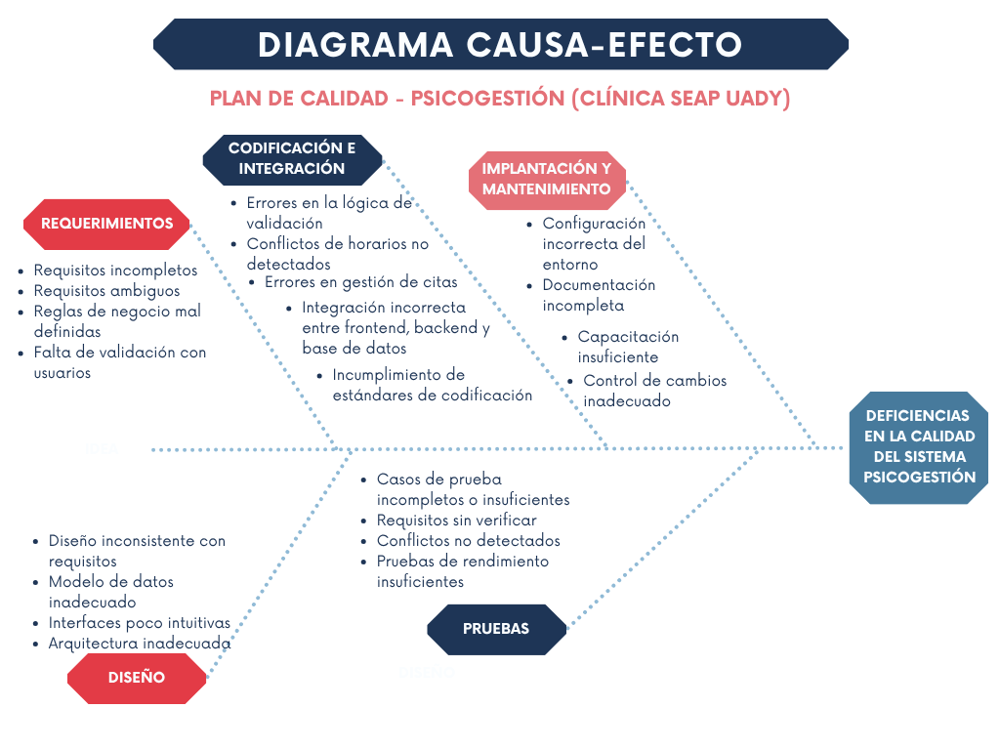 DIAGRAMA CAUSA-EFECTO
PLAN DE CALIDAD - PSICOGESTIÓN (CLÍNICA SEAP UADY)
CODIFICACIÓN E
INTEGRACIÓN
• Errores en la lógica de
validación
• Conflictos de horarios no
detectados
• Errores en gestión de citas
• Integración incorrecta
entre frontend, backend y
base de datos
• Incumplimiento de
estándares de codificación
IMPLANTACIÓN Y
MANTENIMIENTO
• Configuración
incorrecta del
entorno
• Documentación
incompleta
• Capacitación
insuficiente
• Control de cambios
inadecuado
REQUERIMIENTOS
• Requisitos incompletos
• Requisitos ambiguos
• Reglas de negocio mal
definidas
• Falta de validación con
usuarios
DEFICIENCIAS
EN LA CALIDAD
DEL SISTEMA
PSICOGESTIÓN
IDEA
• Casos de prueba
incompletos o insuficientes
• Requisitos sin verificar
• Conflictos no detectados
• Pruebas de rendimiento
insuficientes
PRUEBAS
• Diseño inconsistente con
requisitos
• Modelo de datos
inadecuado
• Interfaces poco intuitivas
• Arquitectura inadecuada
DISEÑO
DISEÑO